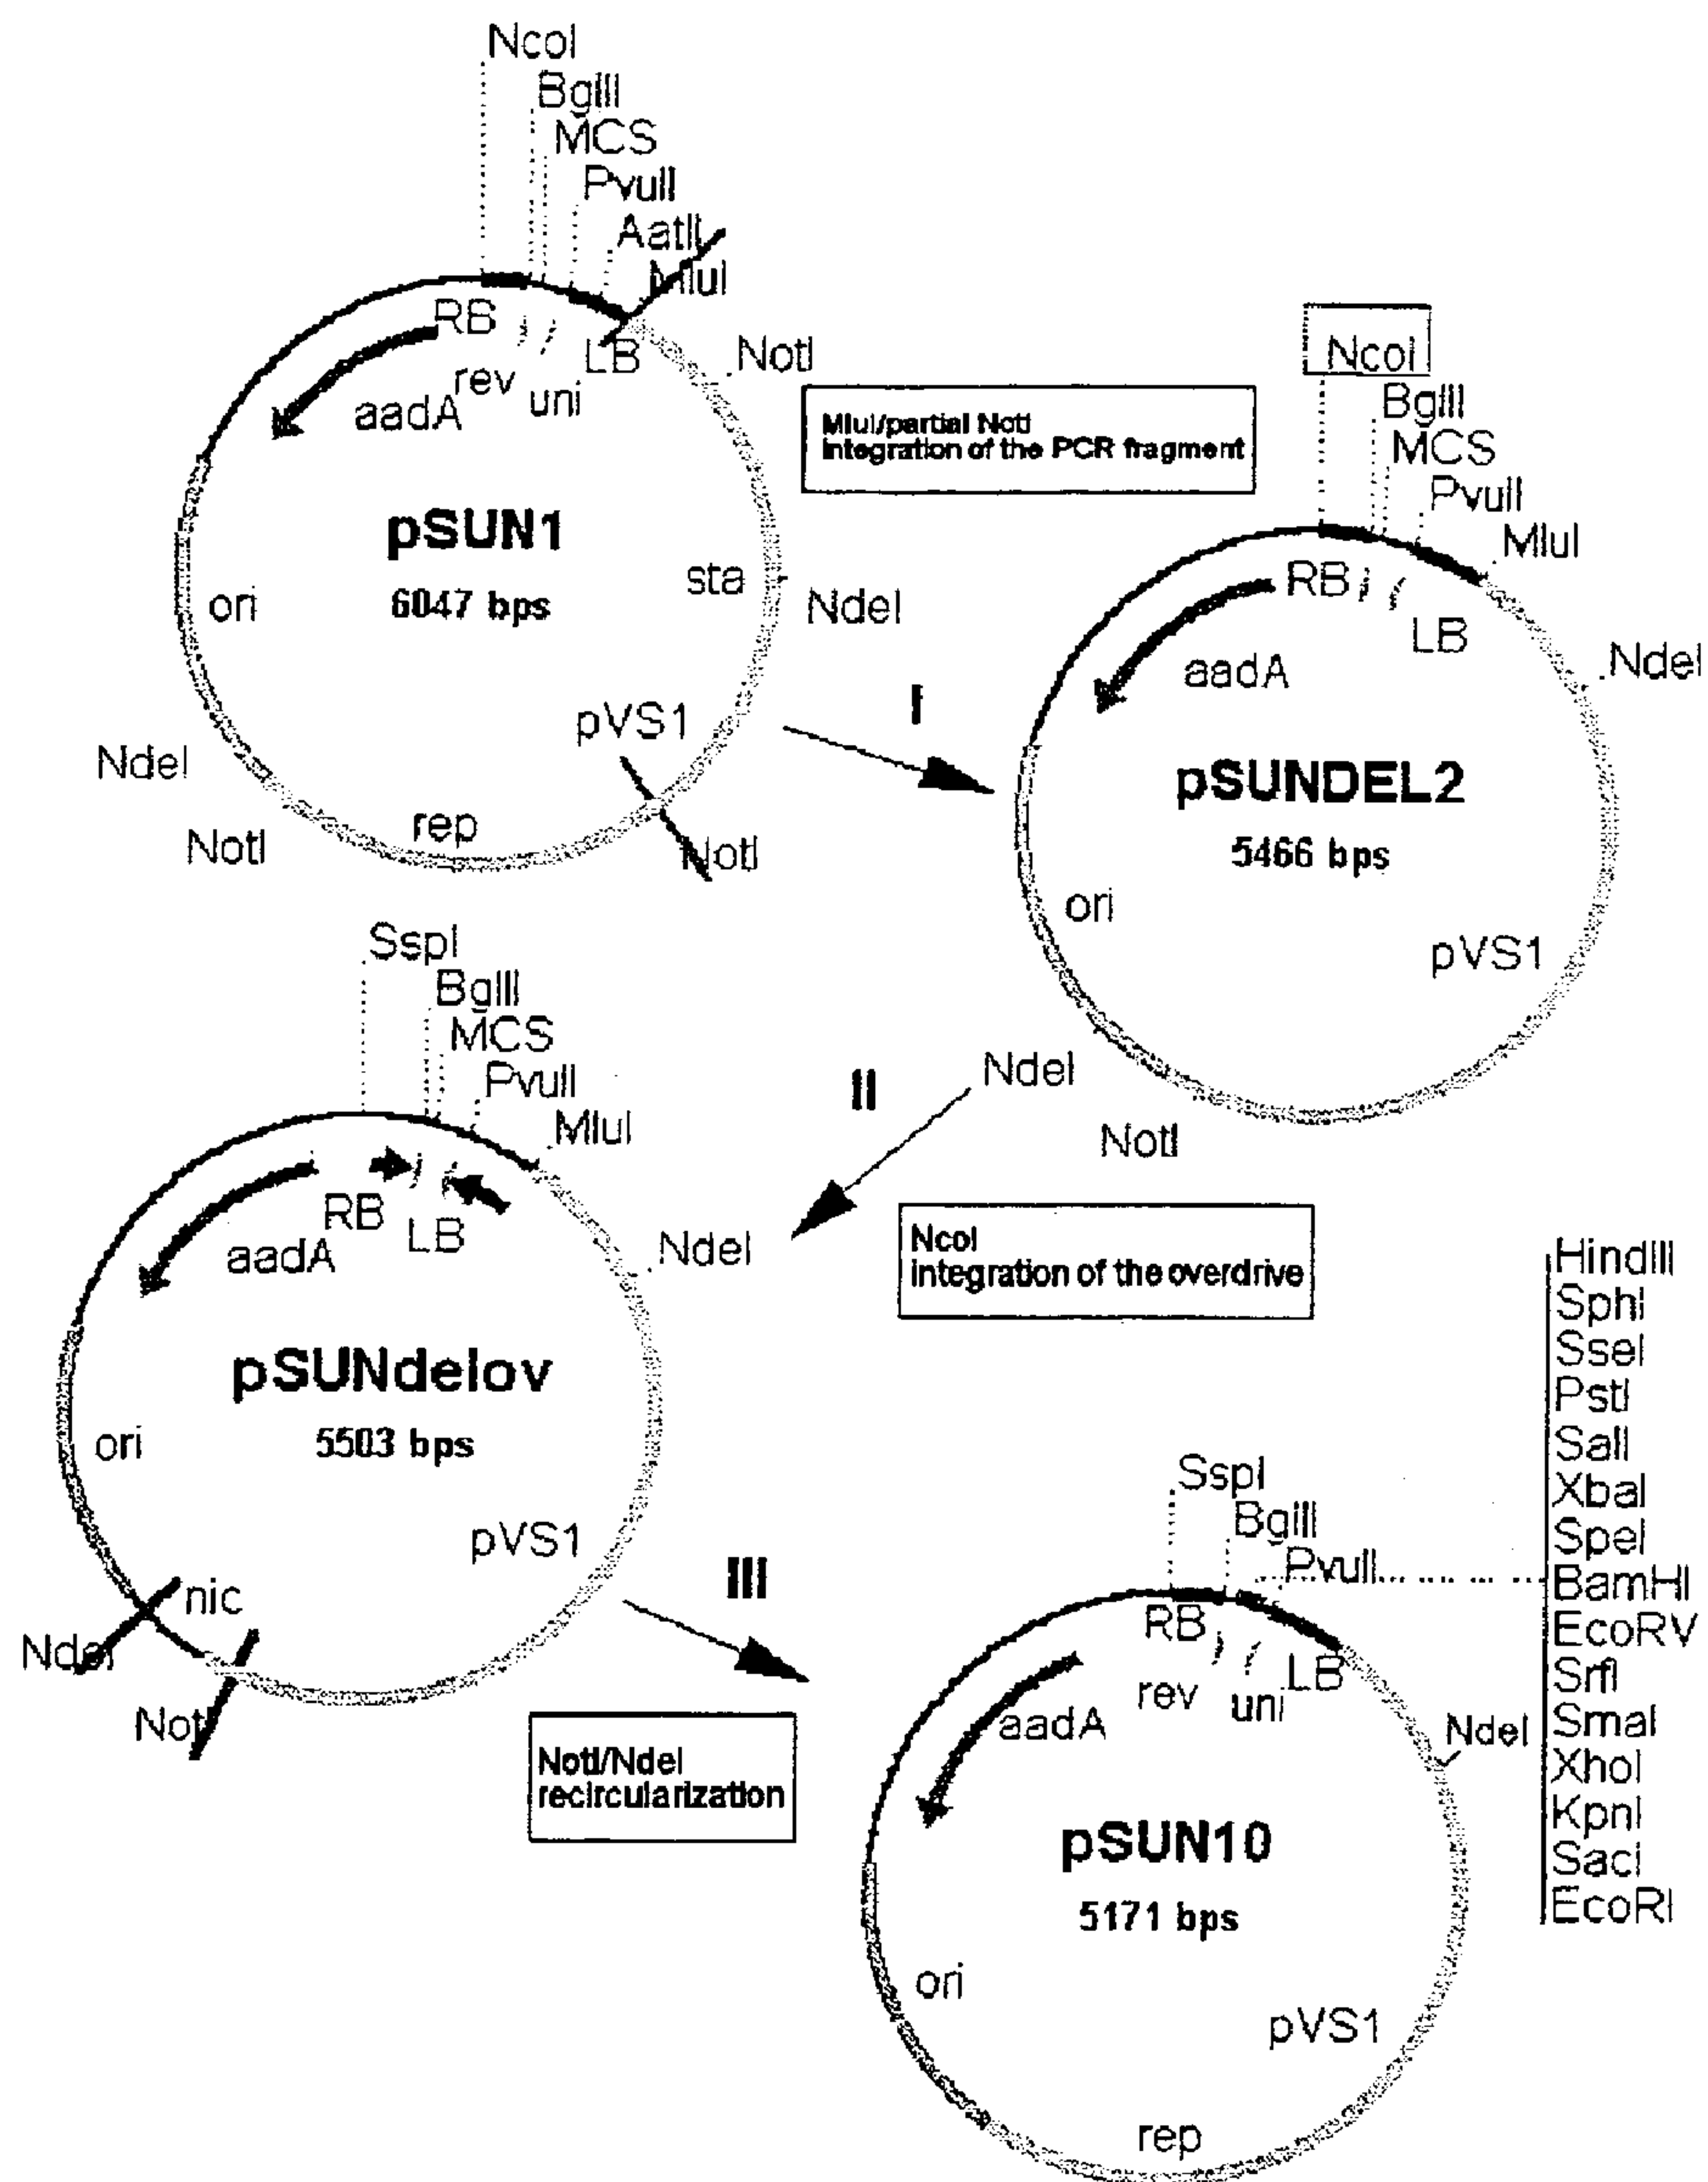 NcoI
BglII
MCS
PvuII
AatII
MluI
RB
LB
NotI
rev
uni
aadA
MluI/partial NotI
integration of the PCR fragment
pSUN1
6047 bps
ori
sta
NdeI
pVS1
NdeI
NotI
rep
NotI
I
NcoI
BglII
MCS
PvuII
MluI
RB
LB
NdeI
aadA
pSUNDEL2
5466 bps
ori
pVS1
NdeI
NotI
II
NcoI
integration of the overdrive
SspI
BglII
MCS
PvuII
MluI
RB
LB
aadA
NdeI
pSUNdelov
5503 bps
ori
pVS1
nic
NdeI
NotI
III
NotI/NdeI
recircularization
SspI
BglII
PvuII
RB
LB
rev
uni
aadA
NdeI
pSUN10
5171 bps
ori
pVS1
rep
HindIII
SphI
SseI
PstI
SalI
XbaI
SpeI
BamHI
EcoRV
SrfI
SmaI
XhoI
KpnI
SacI
EcoRI